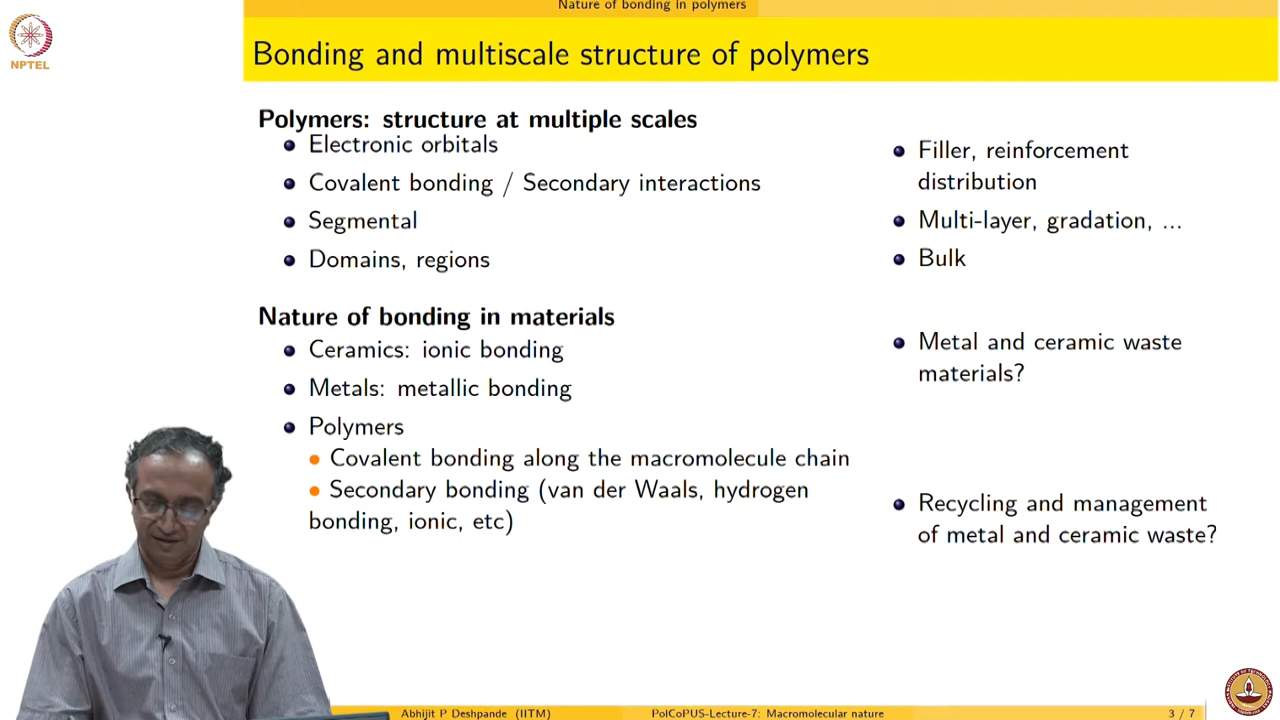 Nature of bonding in polymers
NPTEL
Bonding and multiscale structure of polymers
Polymers: structure at multiple scales
Electronic orbitals
Covalent bonding / Secondary interactions
Segmental
Domains, regions
Filler, reinforcement
distribution
Multi-layer, gradation, ...
Bulk
Nature of bonding in materials
Ceramics: ionic bonding
Metals: metallic bonding
Polymers
Covalent bonding along the macromolecule chain
Secondary bonding (van der Waals, hydrogen
bonding, ionic, etc)
Metal and ceramic waste
materials?
Recycling and management
of metal and ceramic waste?
Abhijit P Deshpande (IITM)
PolCoPUS-Lecture-7: Macromolecular nature
3 / 7